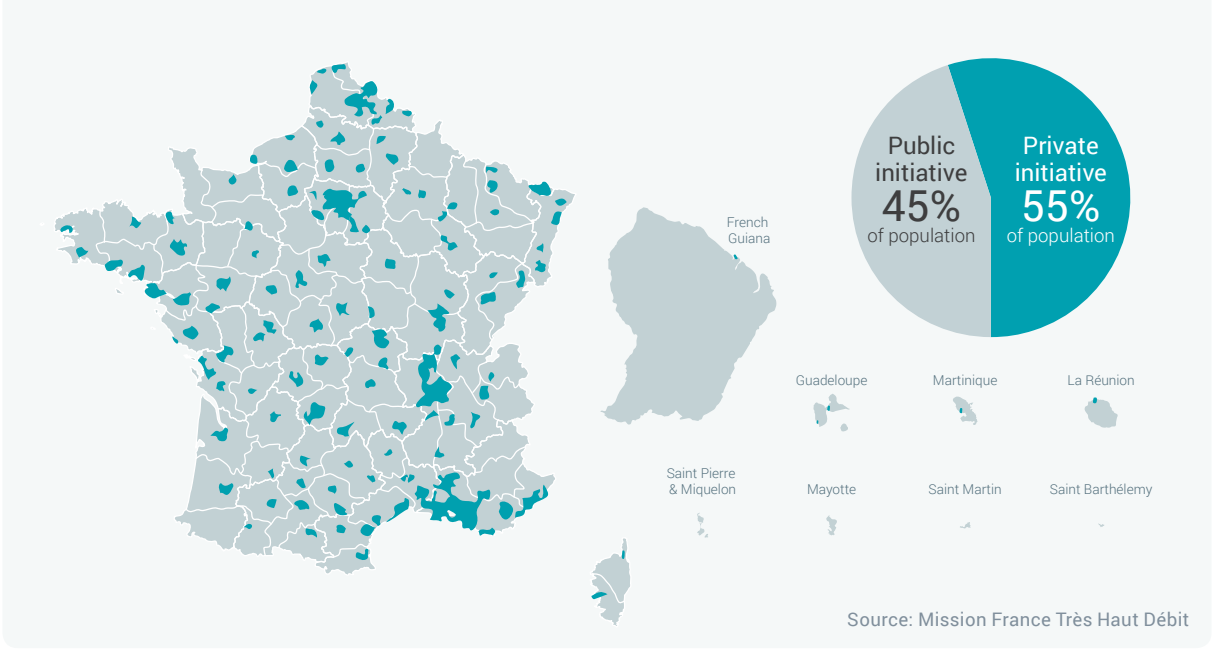 Public
initiative
45%
of population
Private
initiative
55%
of population
French
Guiana
Guadeloupe
Martinique
La Réunion
Saint Pierre
& Miquelon
Mayotte
Saint Martin
Saint Barthélemy
Source: Mission France Très Haut Débit